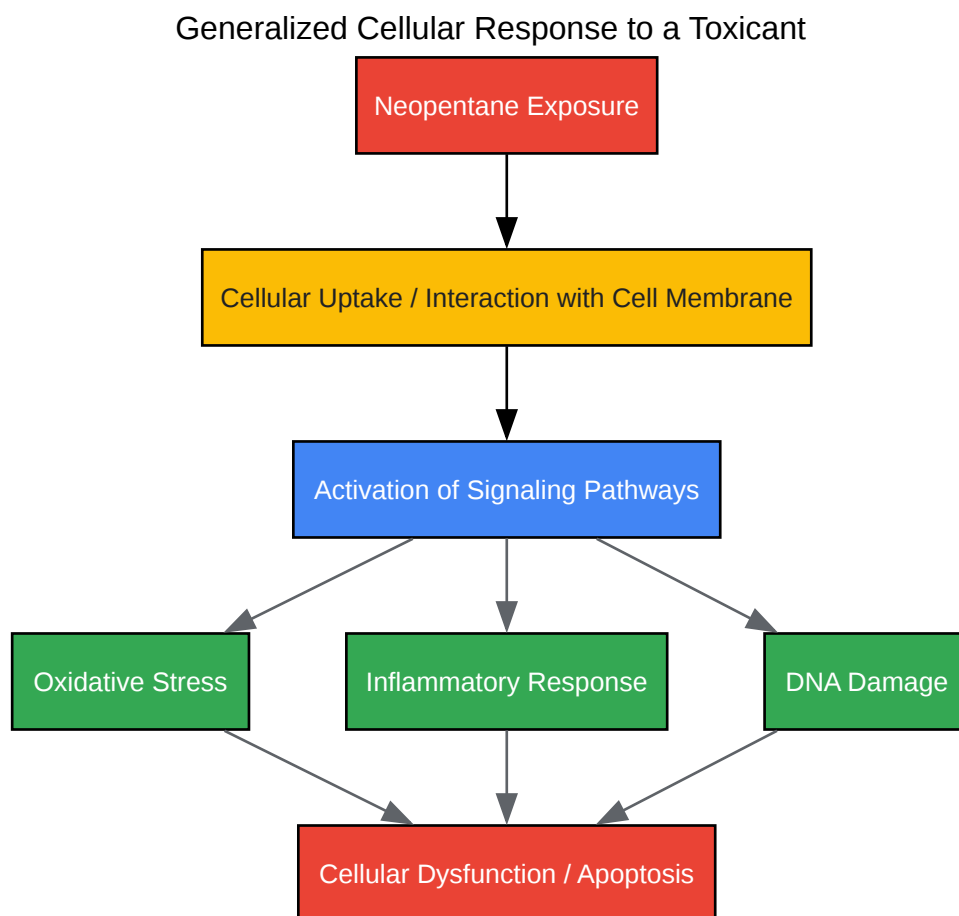 Generalized Cellular Response to a Toxicant
Neopentane Exposure
Cellular Uptake / Interaction with Cell Membrane
Activation of Signaling Pathways
Oxidative Stress
Inflammatory Response
DNA Damage
Cellular Dysfunction / Apoptosis